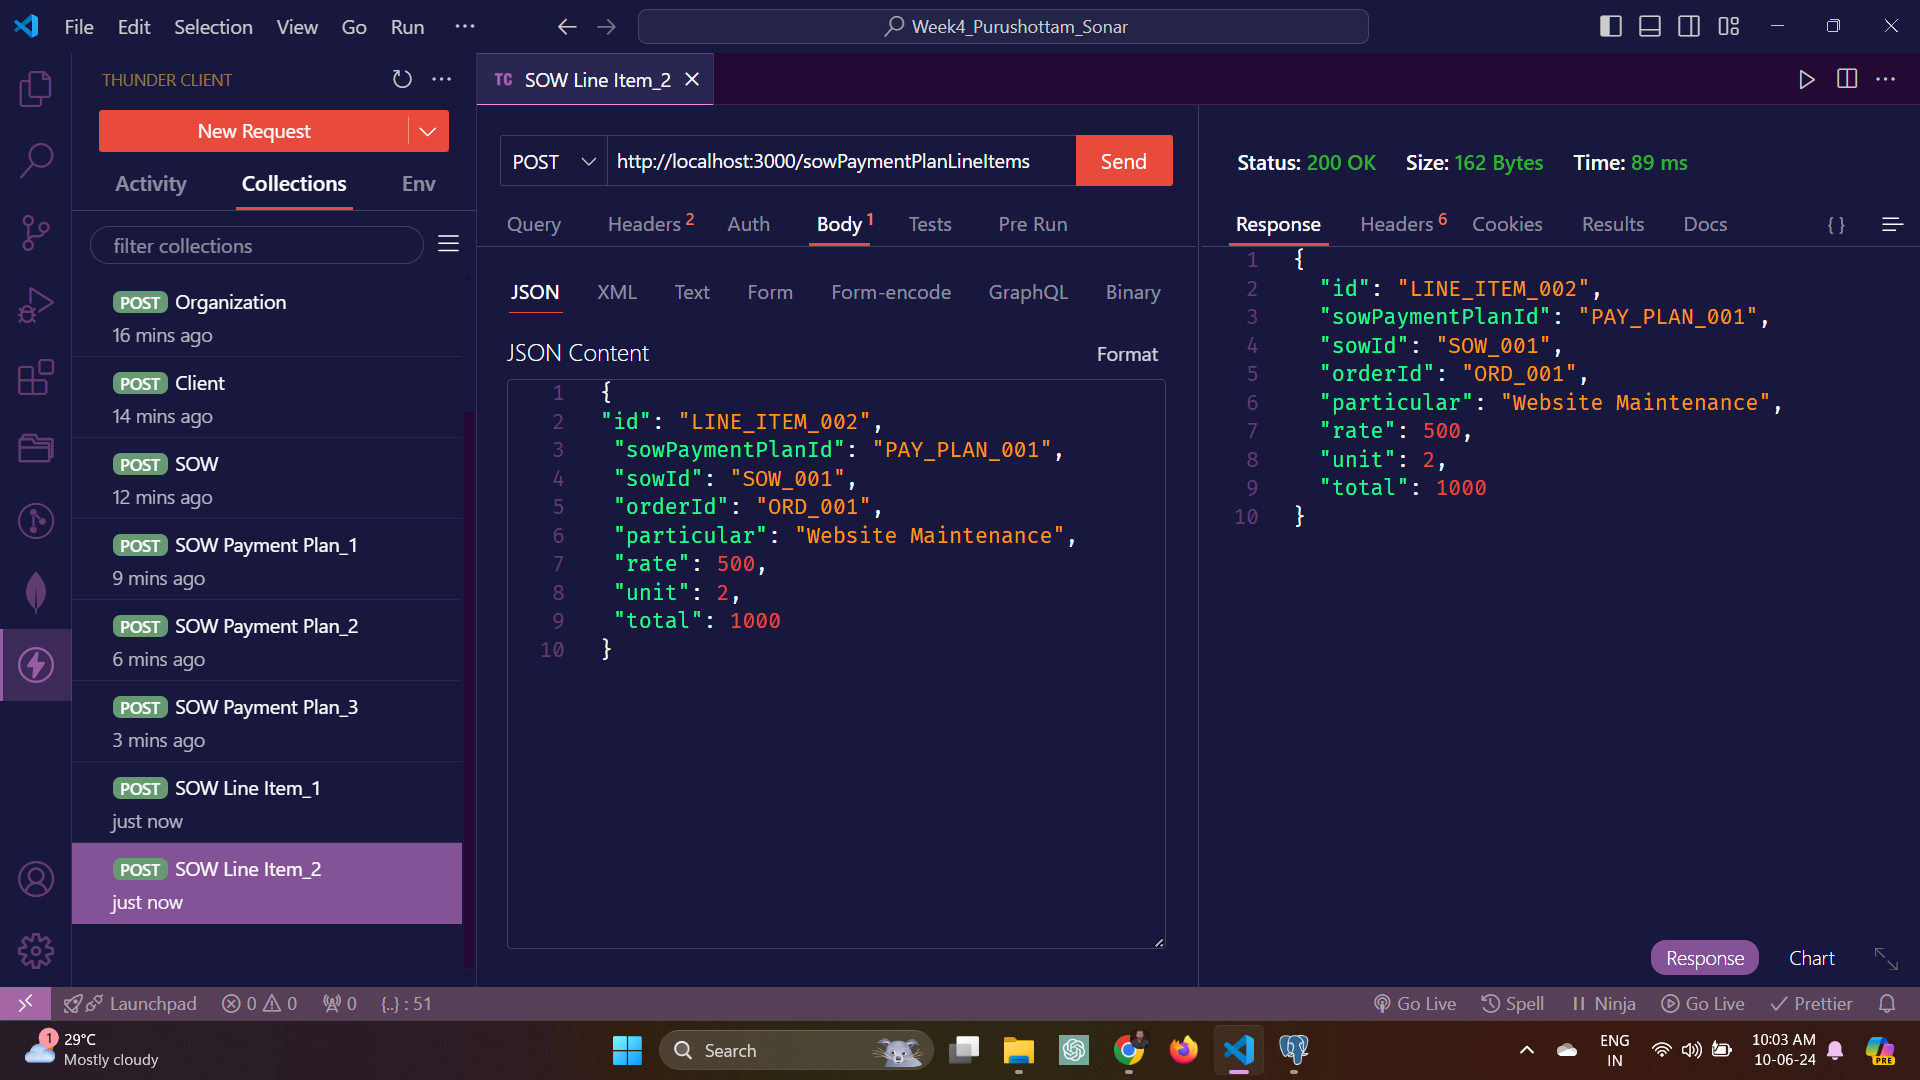 File Edit Selection View Go Run ···
Week4_Purushottam_Sonar
THUNDER CLIENT
New Request
Activity Collections Env
filter collections
POST Organization
16 mins ago
POST Client
14 mins ago
POST SOW
12 mins ago
POST SOW Payment Plan_1
9 mins ago
POST SOW Payment Plan_2
6 mins ago
POST SOW Payment Plan_3
3 mins ago
POST SOW Line Item_1
just now
POST SOW Line Item_2
just now
TC SOW Line Item_2
POST http://localhost:3000/sowPaymentPlanLineItems Send
Query Headers 2 Auth Body 1 Tests Pre Run
JSON XML Text Form Form-encode GraphQL Binary
JSON Content Format
1 {
2 "id": "LINE_ITEM_002",
3 "sowPaymentPlanId": "PAY_PLAN_001",
4 "sowId": "SOW_001",
5 "orderId": "ORD_001",
6 "particular": "Website Maintenance",
7 "rate": 500,
8 "unit": 2,
9 "total": 1000
10 }
Status: 200 OK Size: 162 Bytes Time: 89 ms
Response Headers 6 Cookies Results Docs { }
1 {
2 "id": "LINE_ITEM_002",
3 "sowPaymentPlanId": "PAY_PLAN_001",
4 "sowId": "SOW_001",
5 "orderId": "ORD_001",
6 "particular": "Website Maintenance",
7 "rate": 500,
8 "unit": 2,
9 "total": 1000
10 }
Response Chart
Launchpad 0 0 0 {..} : 51 Go Live Spell Ninja Go Live Prettier
1
29°C
Mostly cloudy
Search
ENG
IN
10:03 AM
10-06-24
PRE